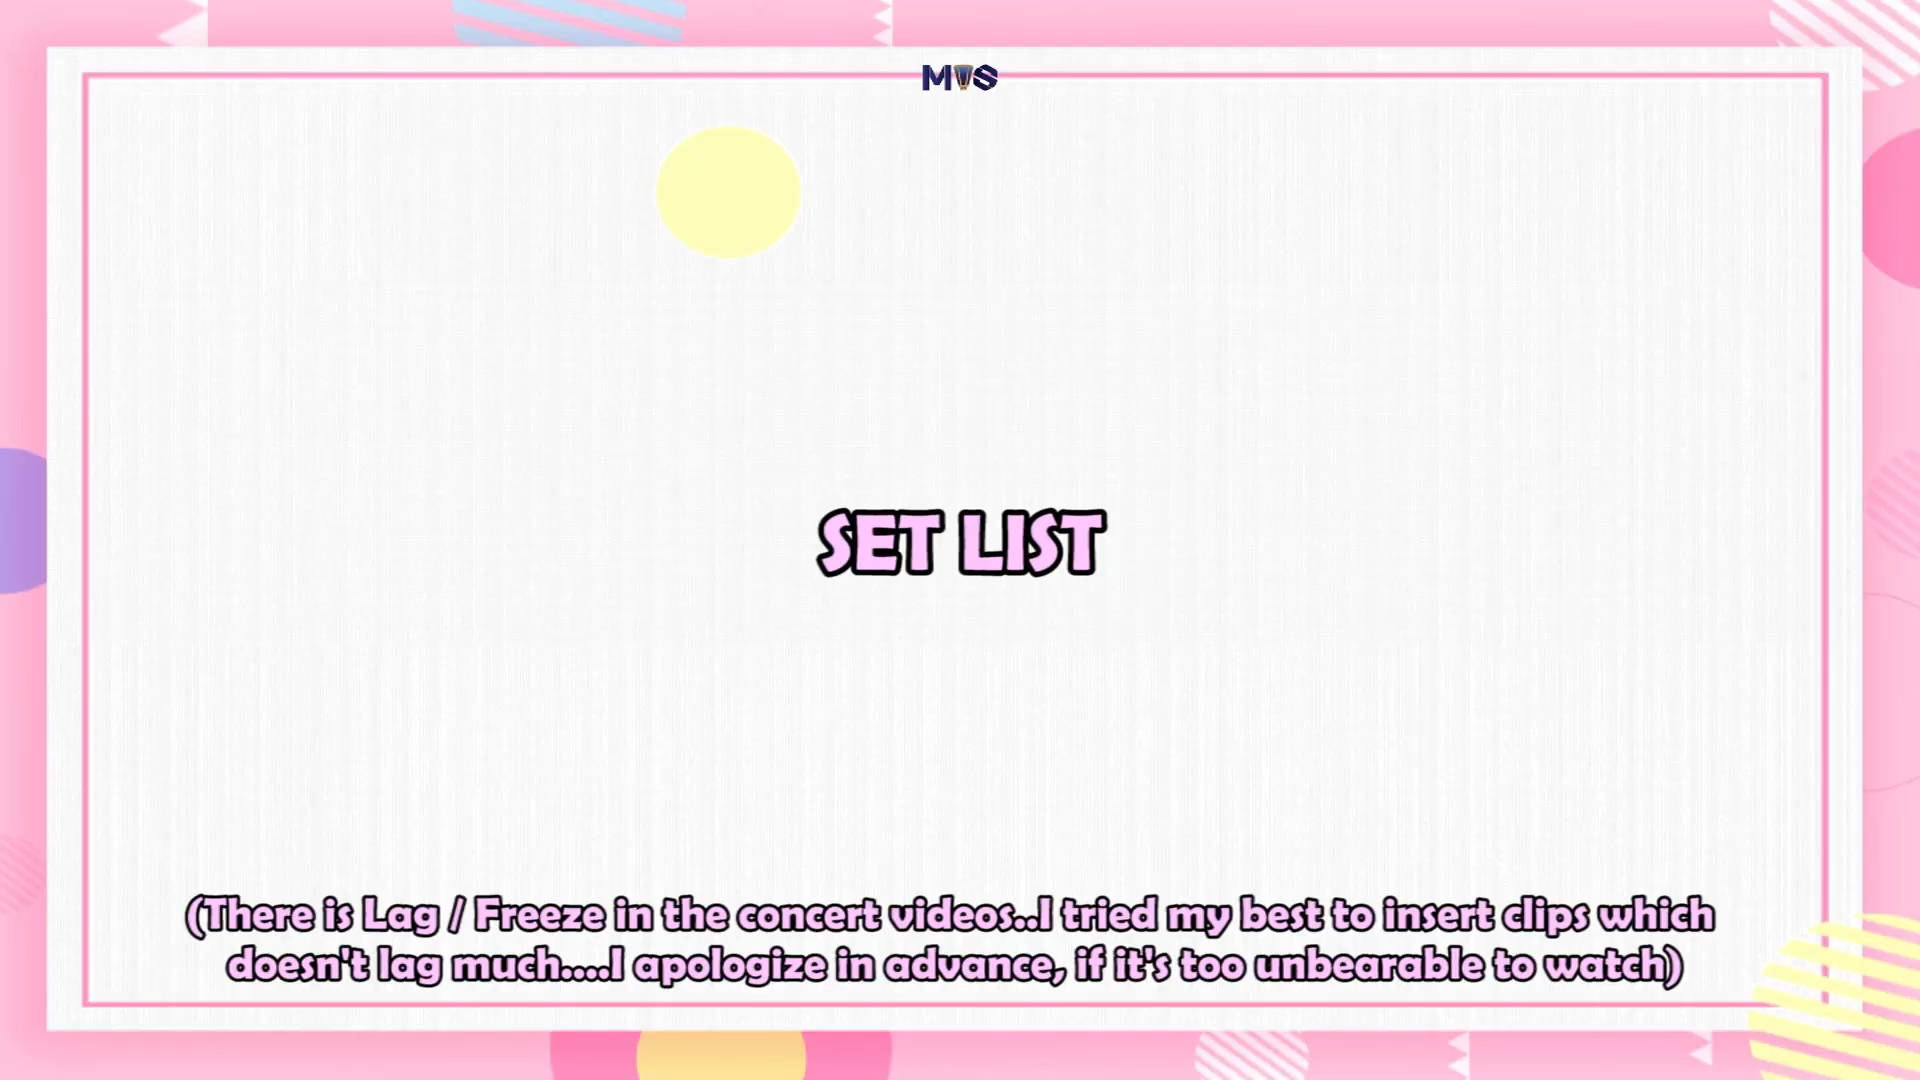 MS
SET LIST
(There is Lag / Freeze in the concert videos..I tried my best to insert clips which
doesn't lag much....I apologize in advance, if it's too unbearable to watch)